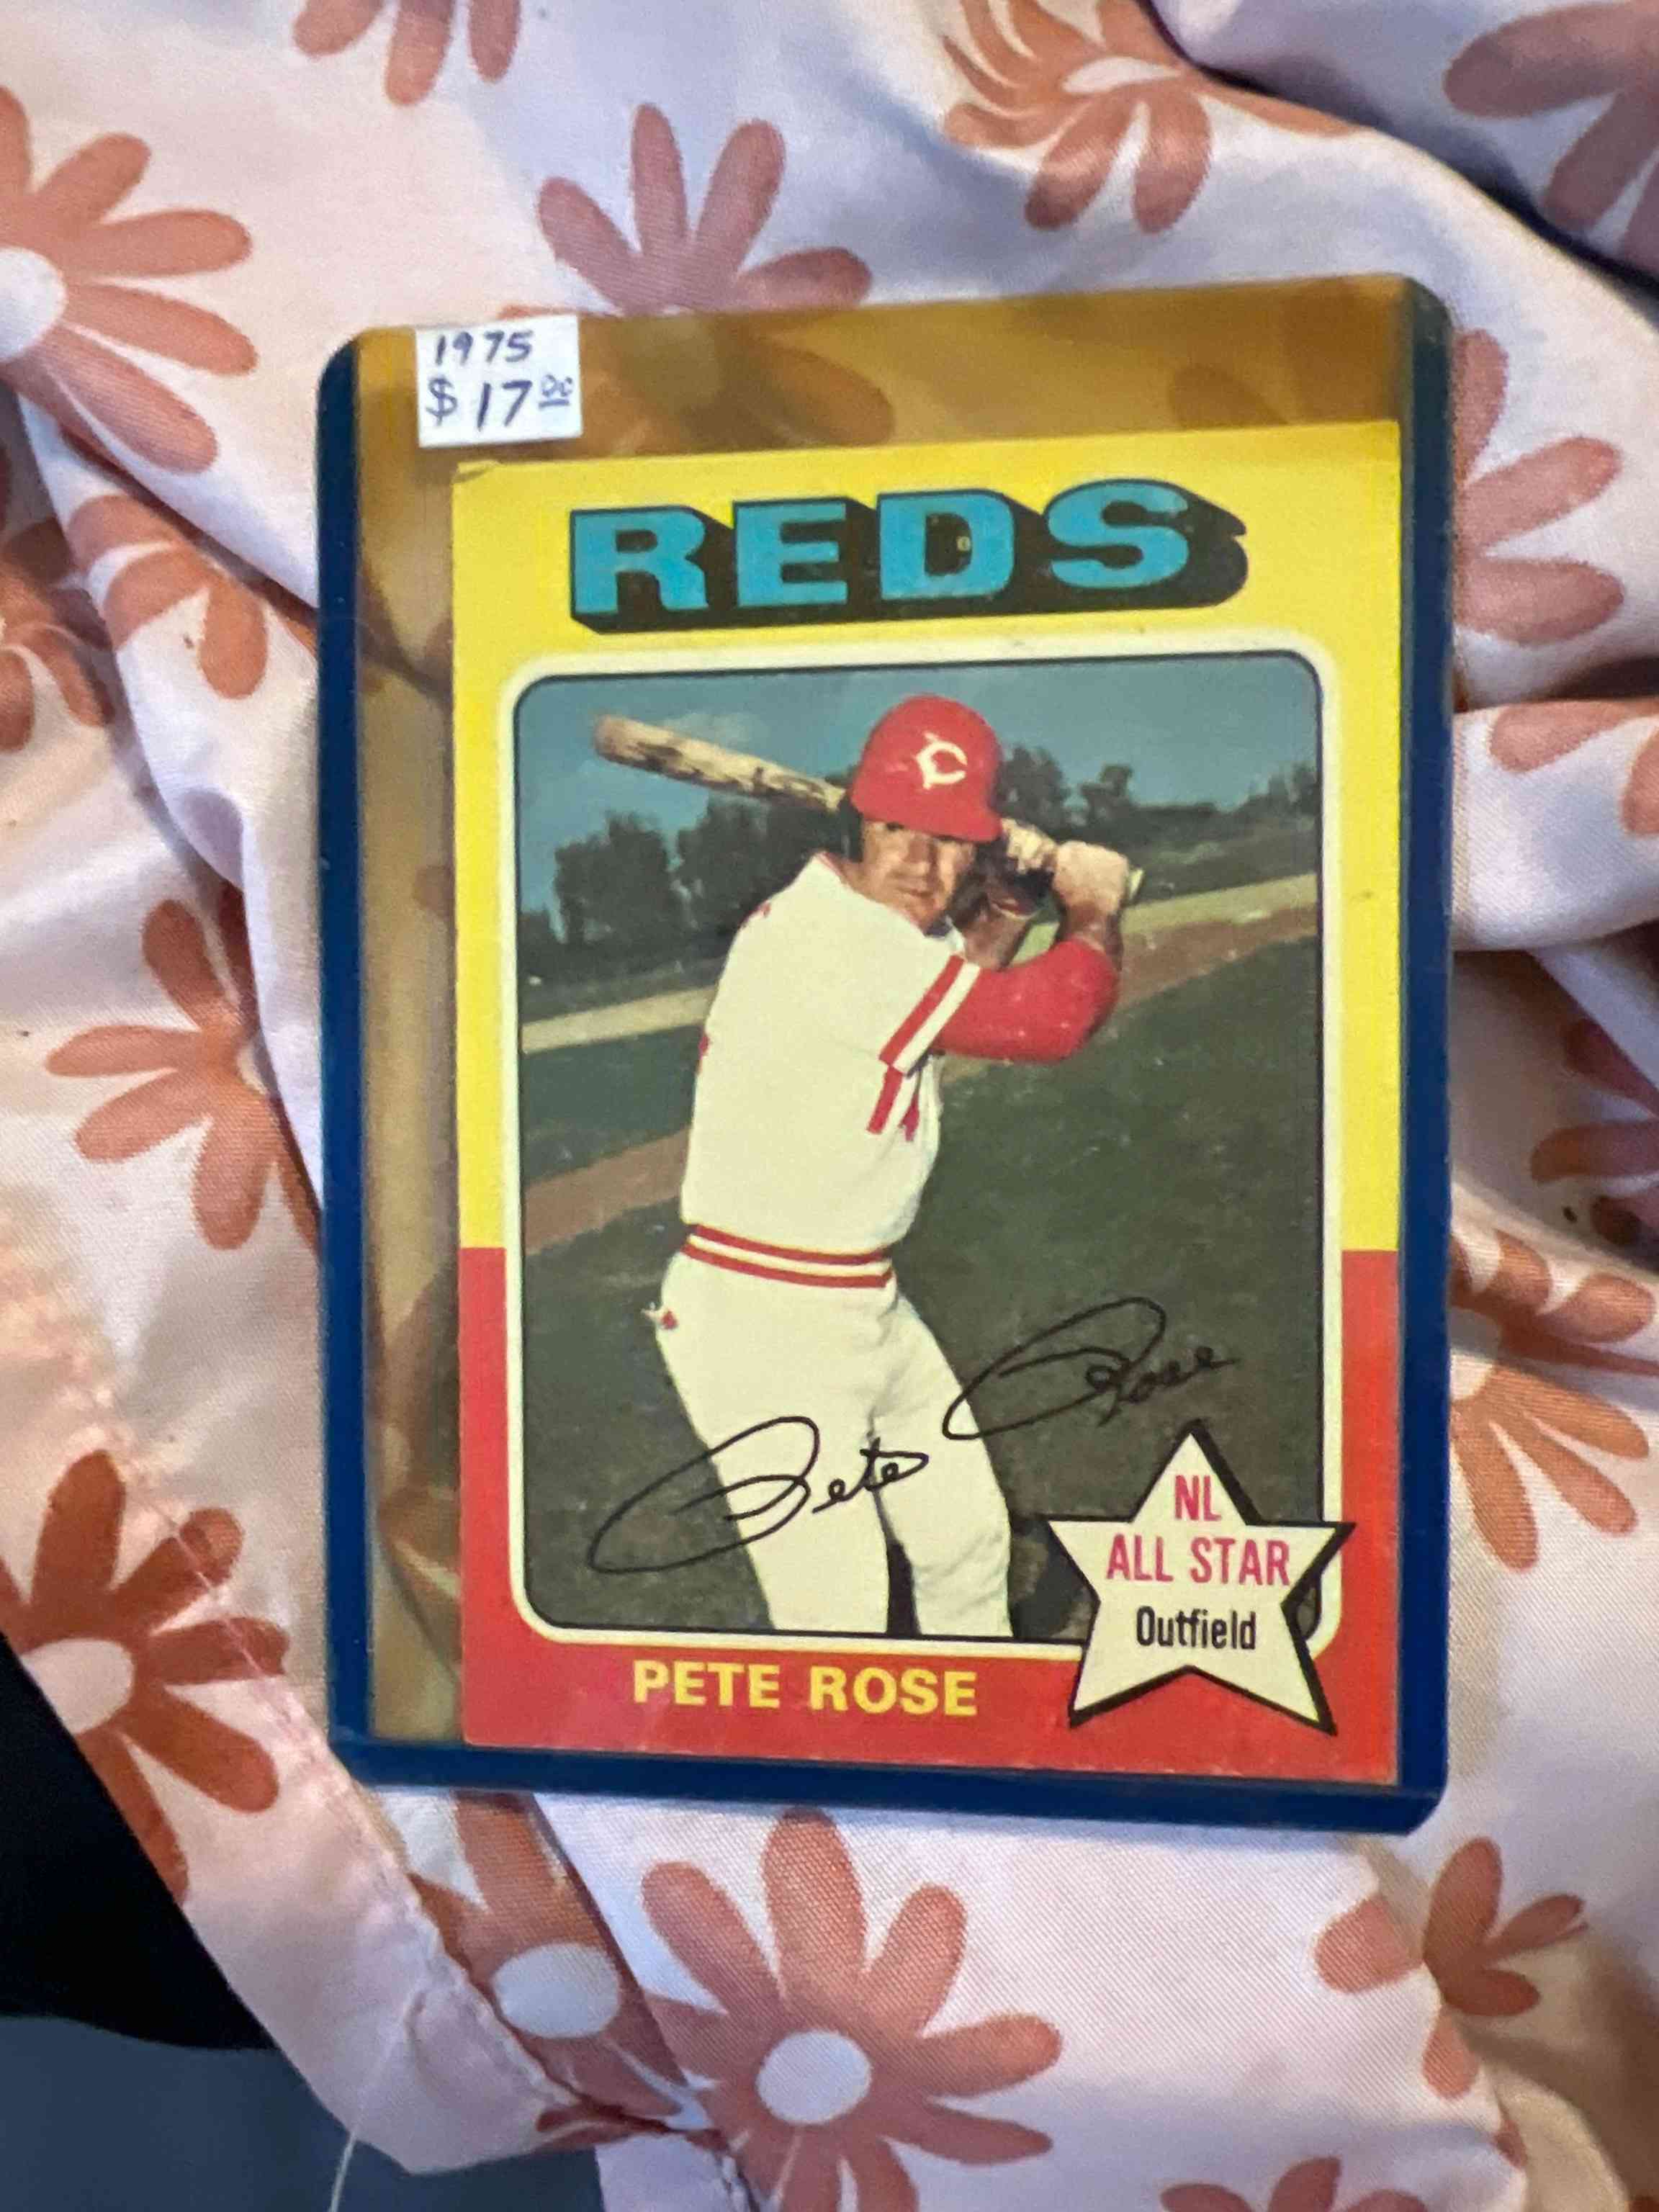 1975
$17.00
REDS
C
Pete Rose
NL
ALL STAR
Outfield
PETE ROSE